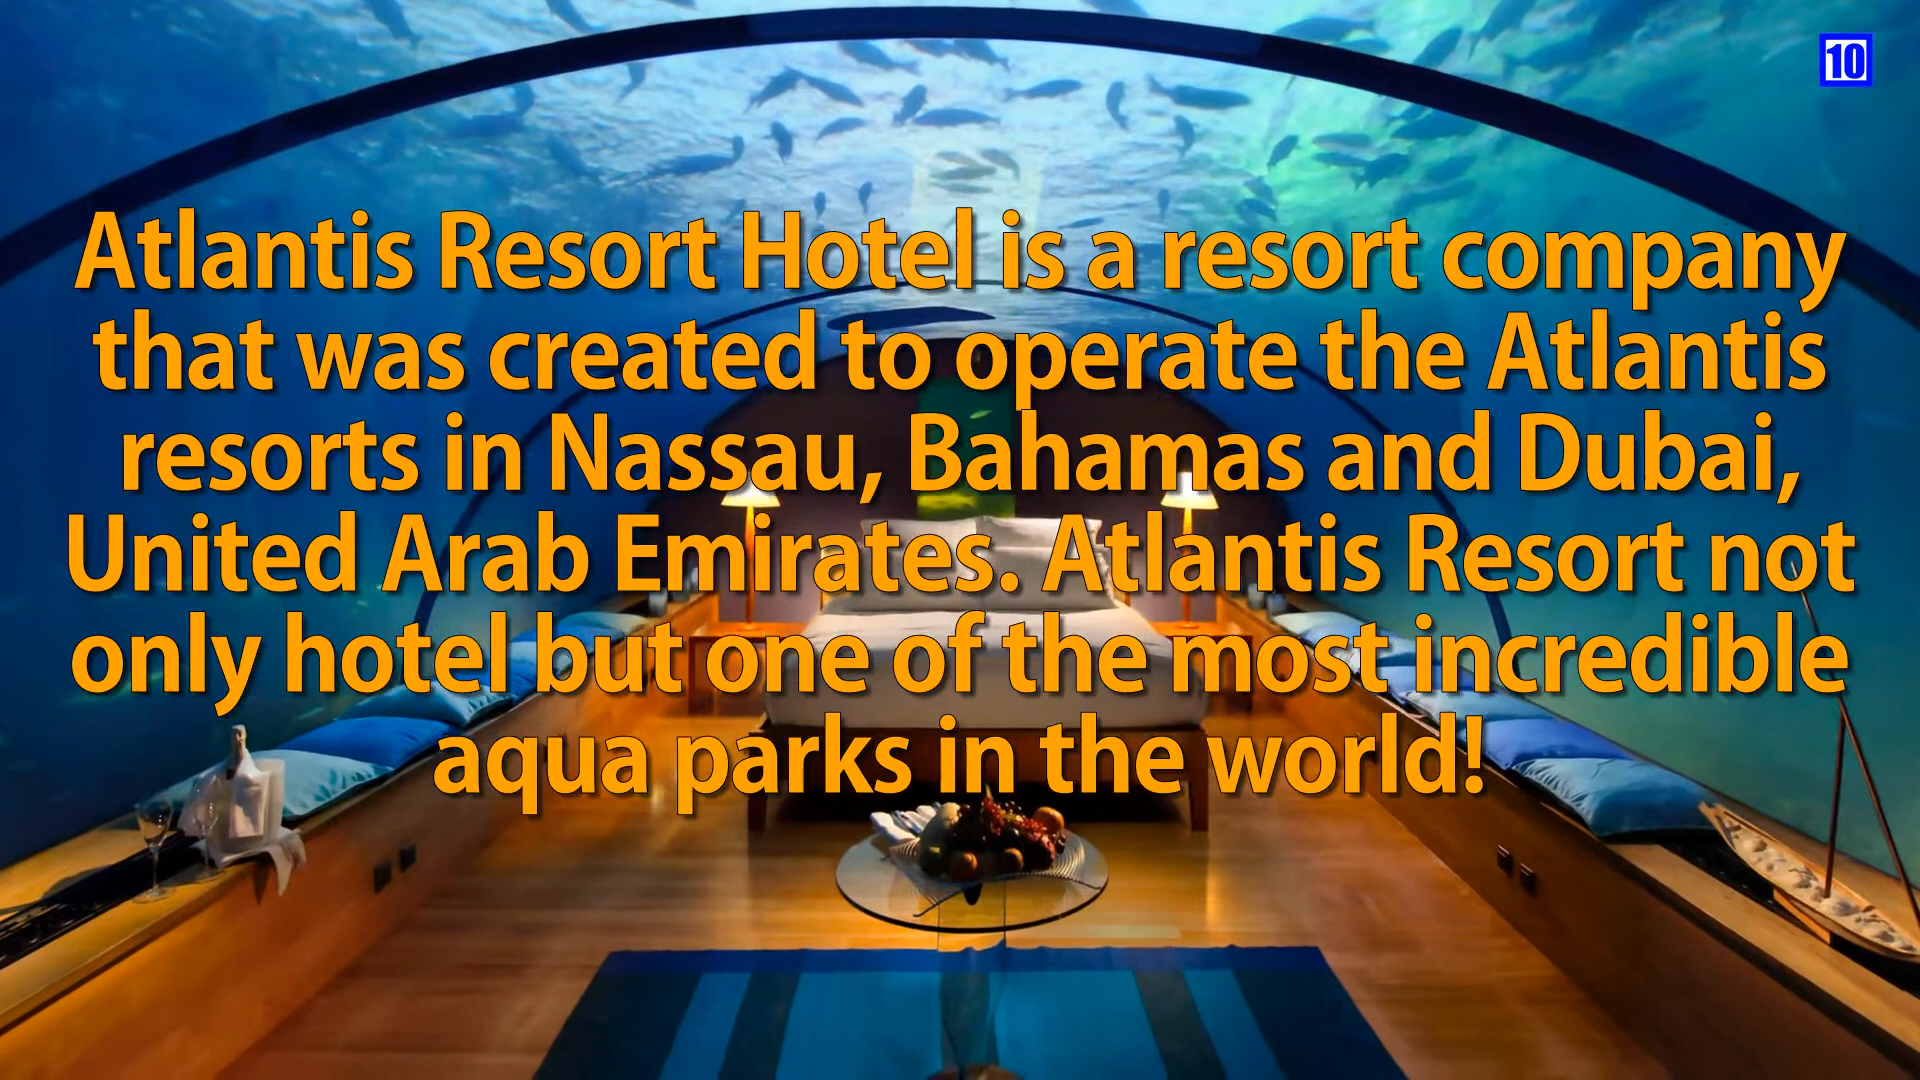 10
Atlantis Resort Hotel is a resort company
that was created to operate the Atlantis
resorts in Nassau, Bahamas and Dubai,
United Arab Emirates. Atlantis Resort not
only hotel but one of the most incredible
aqua parks in the world!